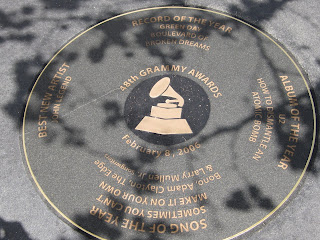 RECORD OF THE YEAR
GREEN DAY
BOULEVARD OF
BROKEN DREAMS
48th GRAMMY AWARDS
February 8, 2006
ALBUM OF THE YEAR
U2
HOW TO DISMANTLE AN
ATOMIC BOMB
SONG OF THE YEAR
SOMETIMES YOU CAN'T
MAKE IT ON YOUR OWN
Bono, Adam Clayton, The Edge
& Larry Mullen Jr.
BEST NEW ARTIST
JOHN LEGEND